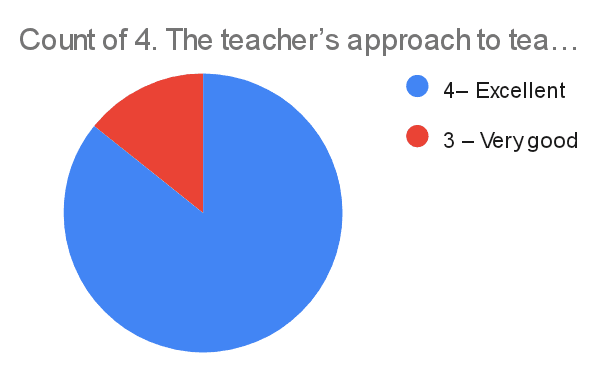 Count of 4. The teacher’s approach to tea…
4– Excellent
3 – Very good